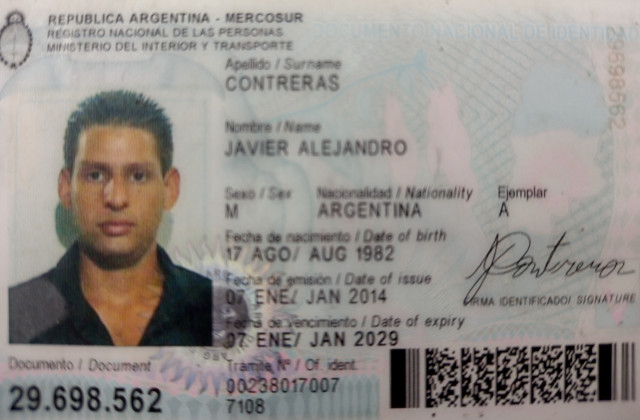 REPUBLICA ARGENTINA - MERCOSUR
REGISTRO NACIONAL DE LAS PERSONAS
MINISTERIO DEL INTERIOR Y TRANSPORTE
DOCUMENTO NACIONAL DE IDENTIDAD
Apellido / Surname
CONTRERAS
Nombre / Name
JAVIER ALEJANDRO
Sexo / Sex Nacionalidad / Nationality Ejemplar
M ARGENTINA A
Fecha de nacimiento / Date of birth
17 AGO/ AUG 1982
Fecha de emisión / Date of issue
07 ENE/ JAN 2014
FIRMA IDENTIFICADO/ SIGNATURE
Fecha de vencimiento / Date of expiry
07 ENE/ JAN 2029
Documento / Document
29.698.562
Tramite N° / Of. ident.
00238017007
7108
29698562